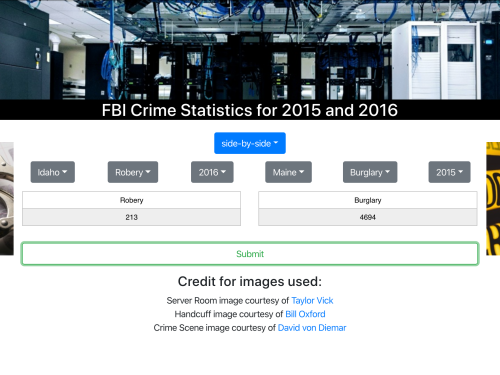 FBI Crime Statistics for 2015 and 2016
side-by-side
Idaho Robery 2016 Maine Burglary 2015
Robery Burglary
213 4694
Submit
Credit for images used:
Server Room image courtesy of Taylor Vick
Handcuff image courtesy of Bill Oxford
Crime Scene image courtesy of David von Diemar